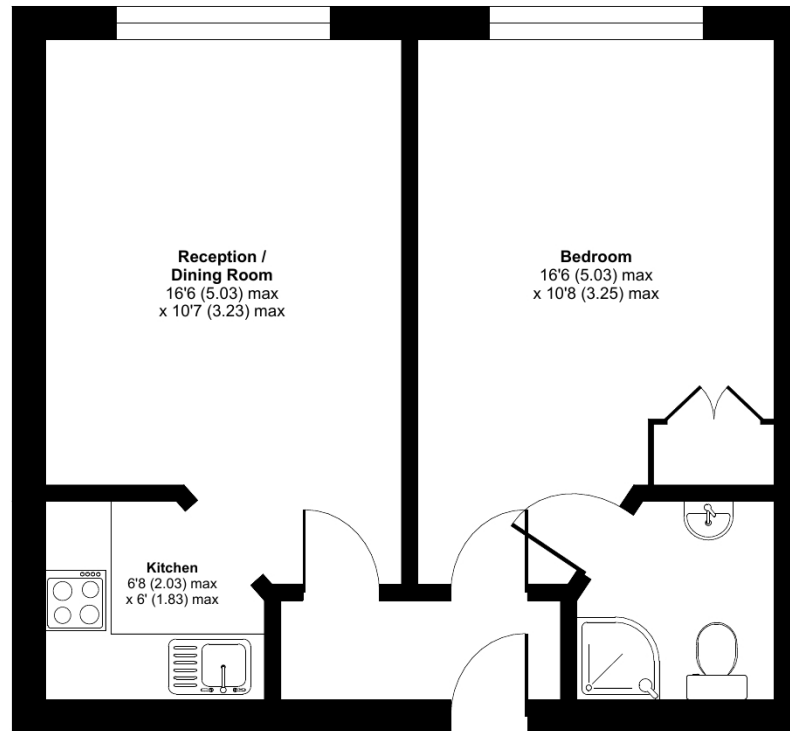 Reception /
Dining Room
16'6 (5.03) max
x 10'7 (3.23) max
Bedroom
16'6 (5.03) max
x 10'8 (3.25) max
Kitchen
6'8 (2.03) max
x 6' (1.83) max